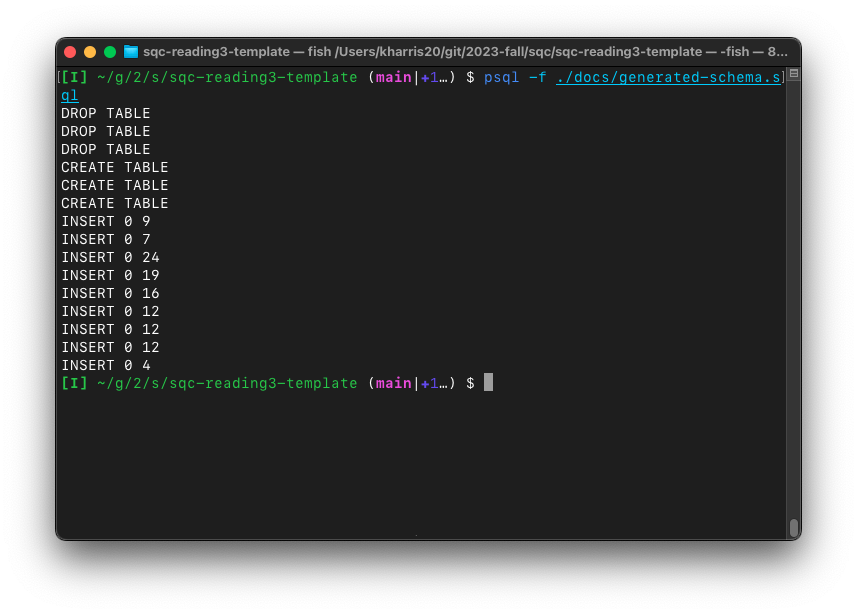 sqc-reading3-template — fish /Users/kharris20/git/2023-fall/sqc/sqc-reading3-template — -fish — 8...
[[I] ~/g/2/s/sqc-reading3-template (main|+1…) $ psql -f ./docs/generated-schema.s]
ql
DROP TABLE
DROP TABLE
DROP TABLE
CREATE TABLE
CREATE TABLE
CREATE TABLE
INSERT 0 9
INSERT 0 7
INSERT 0 24
INSERT 0 19
INSERT 0 16
INSERT 0 12
INSERT 0 12
INSERT 0 12
INSERT 0 4
[I] ~/g/2/s/sqc-reading3-template (main|+1…) $